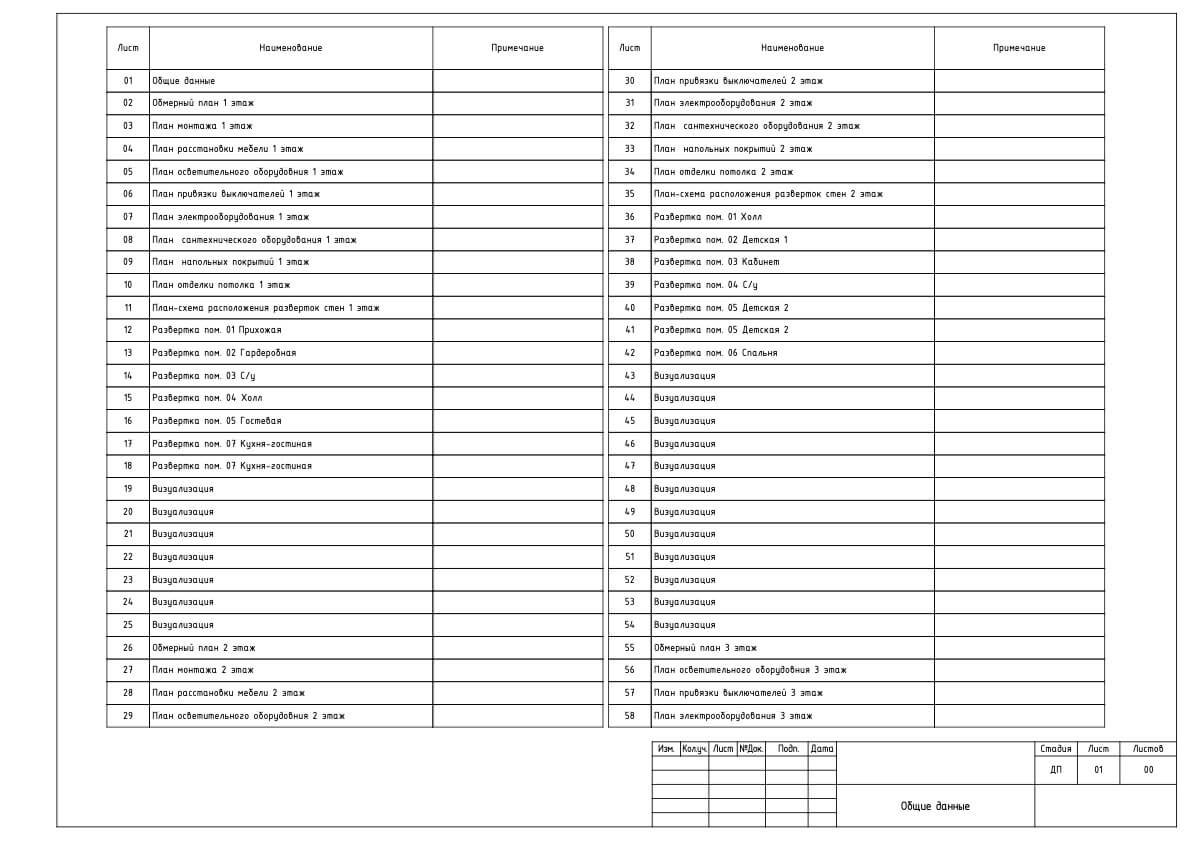 Лист Наименование Примечание
01 Общие данные
02 Обмерный план 1 этаж
03 План монтажа 1 этаж
04 План расстановки мебели 1 этаж
05 План осветительного оборудовния 1 этаж
06 План привязки выключателей 1 этаж
07 План электрооборудования 1 этаж
08 План сантехнического оборудования 1 этаж
09 План напольных покрытий 1 этаж
10 План отделки потолка 1 этаж
11 План-схема расположения разверток стен 1 этаж
12 Развертка пом. 01 Прихожая
13 Развертка пом. 02 Гардеробная
14 Развертка пом. 03 С/у
15 Развертка пом. 04 Холл
16 Развертка пом. 05 Гостевая
17 Развертка пом. 07 Кухня-гостиная
18 Развертка пом. 07 Кухня-гостиная
19 Визуализация
20 Визуализация
21 Визуализация
22 Визуализация
23 Визуализация
24 Визуализация
25 Визуализация
26 Обмерный план 2 этаж
27 План монтажа 2 этаж
28 План расстановки мебели 2 этаж
29 План осветительного оборудовния 2 этаж
Лист Наименование Примечание
30 План привязки выключателей 2 этаж
31 План электрооборудования 2 этаж
32 План сантехнического оборудования 2 этаж
33 План напольных покрытий 2 этаж
34 План отделки потолка 2 этаж
35 План-схема расположения разверток стен 2 этаж
36 Развертка пом. 01 Холл
37 Развертка пом. 02 Детская 1
38 Развертка пом. 03 Кабинет
39 Развертка пом. 04 С/у
40 Развертка пом. 05 Детская 2
41 Развертка пом. 05 Детская 2
42 Развертка пом. 06 Спальня
43 Визуализация
44 Визуализация
45 Визуализация
46 Визуализация
47 Визуализация
48 Визуализация
49 Визуализация
50 Визуализация
51 Визуализация
52 Визуализация
53 Визуализация
54 Визуализация
55 Обмерный план 3 этаж
56 План осветительного оборудовния 3 этаж
57 План привязки выключателей 3 этаж
58 План электрооборудования 3 этаж
Изм. Колуч. Лист №Док. Подп. Дата
Стадия Лист Листов
ДП 01 00
Общие данные